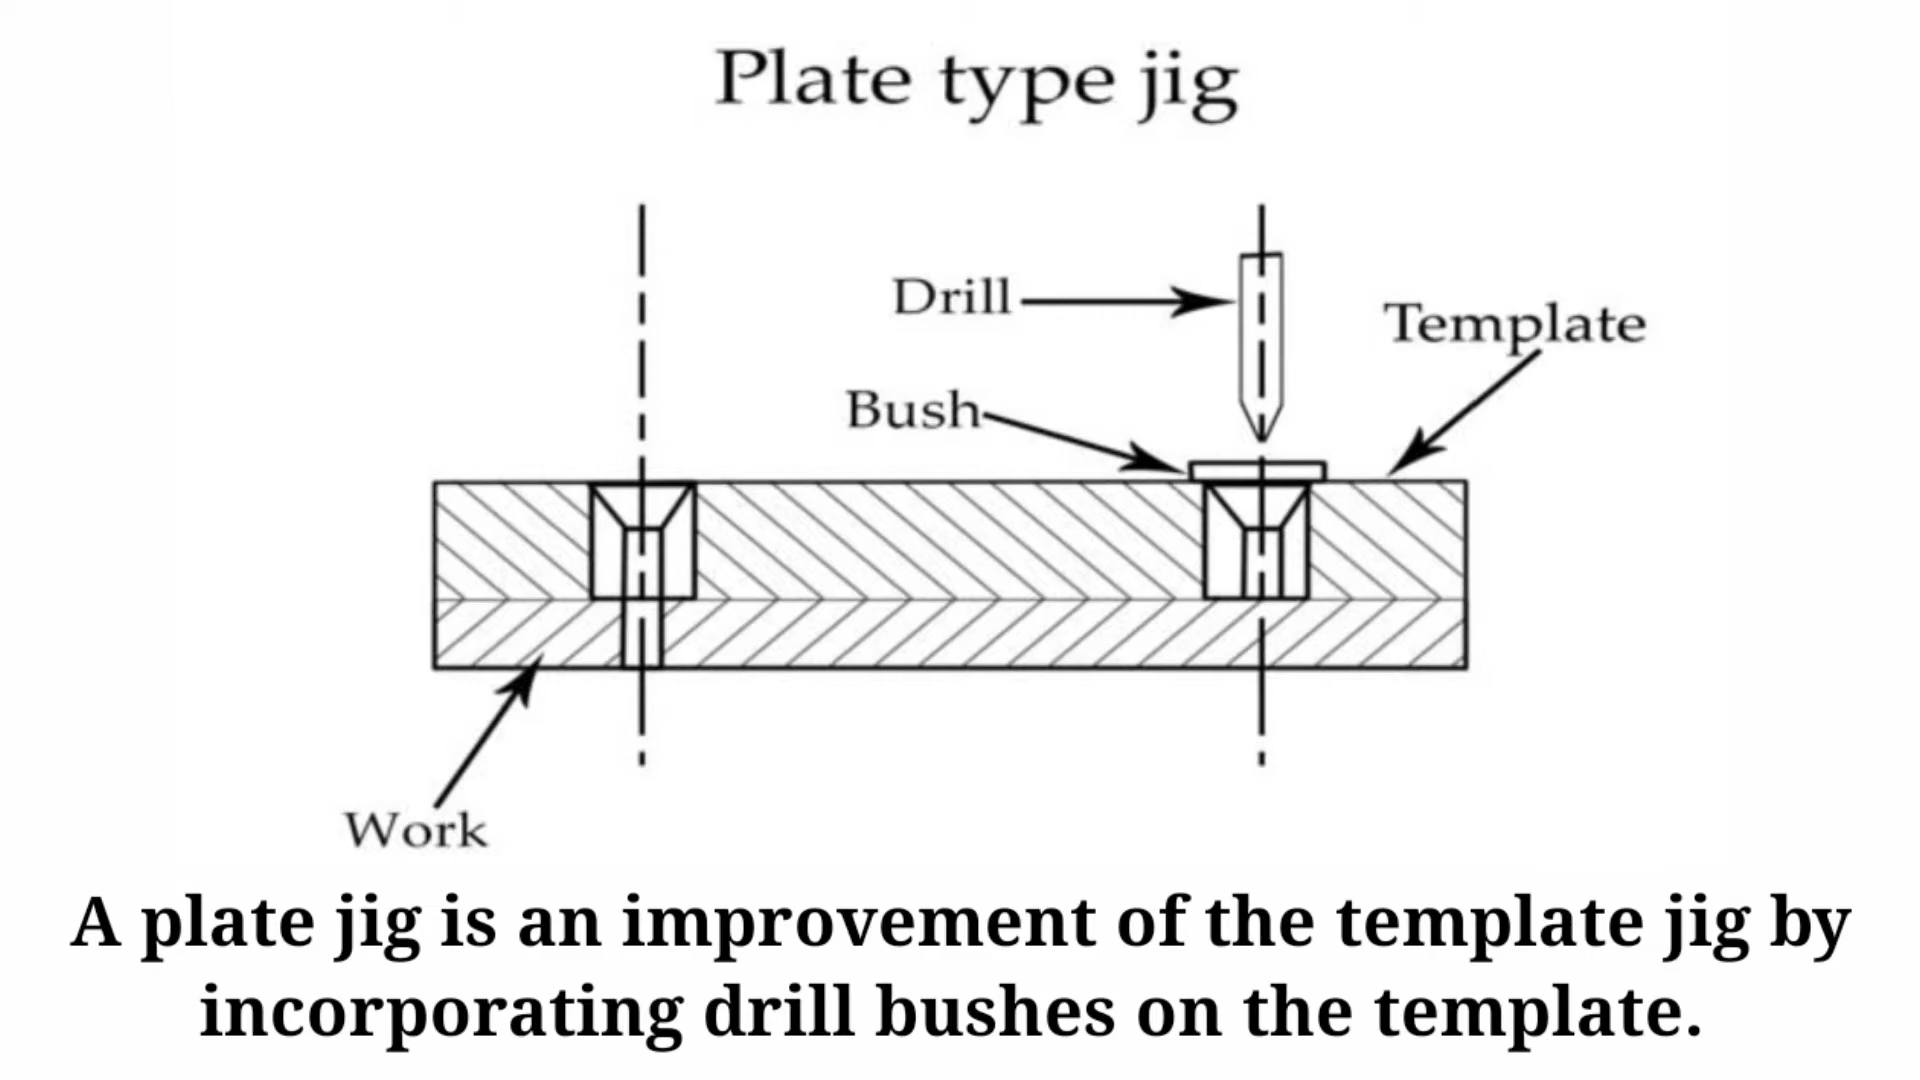 Plate type jig
Drill
Template
Bush
Work
A plate jig is an improvement of the template jig by
incorporating drill bushes on the template.